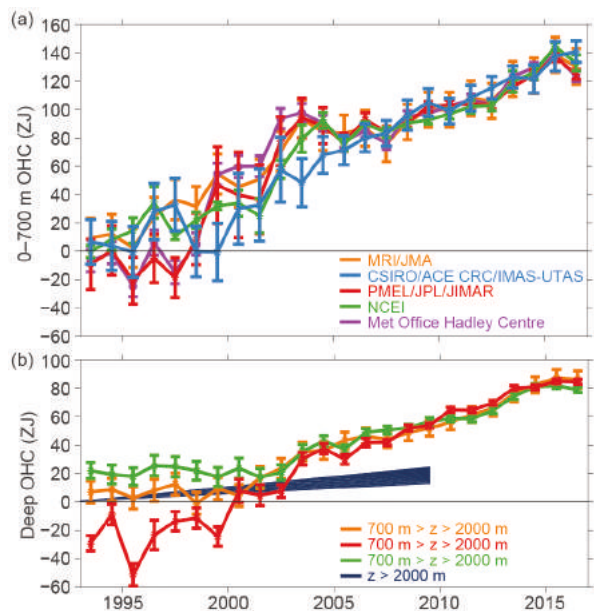 (a)
160
140
120
100
80
60
40
20
0
−20
−40
−60
0–700 m OHC (ZJ)
MRI/JMA
CSIRO/ACE CRC/IMAS-UTAS
PMEL/JPL/JIMAR
NCEI
Met Office Hadley Centre
(b)
100
80
60
40
20
0
−20
−40
−60
Deep OHC (ZJ)
700 m > z > 2000 m
700 m > z > 2000 m
700 m > z > 2000 m
z > 2000 m
1995 2000 2005 2010 2015